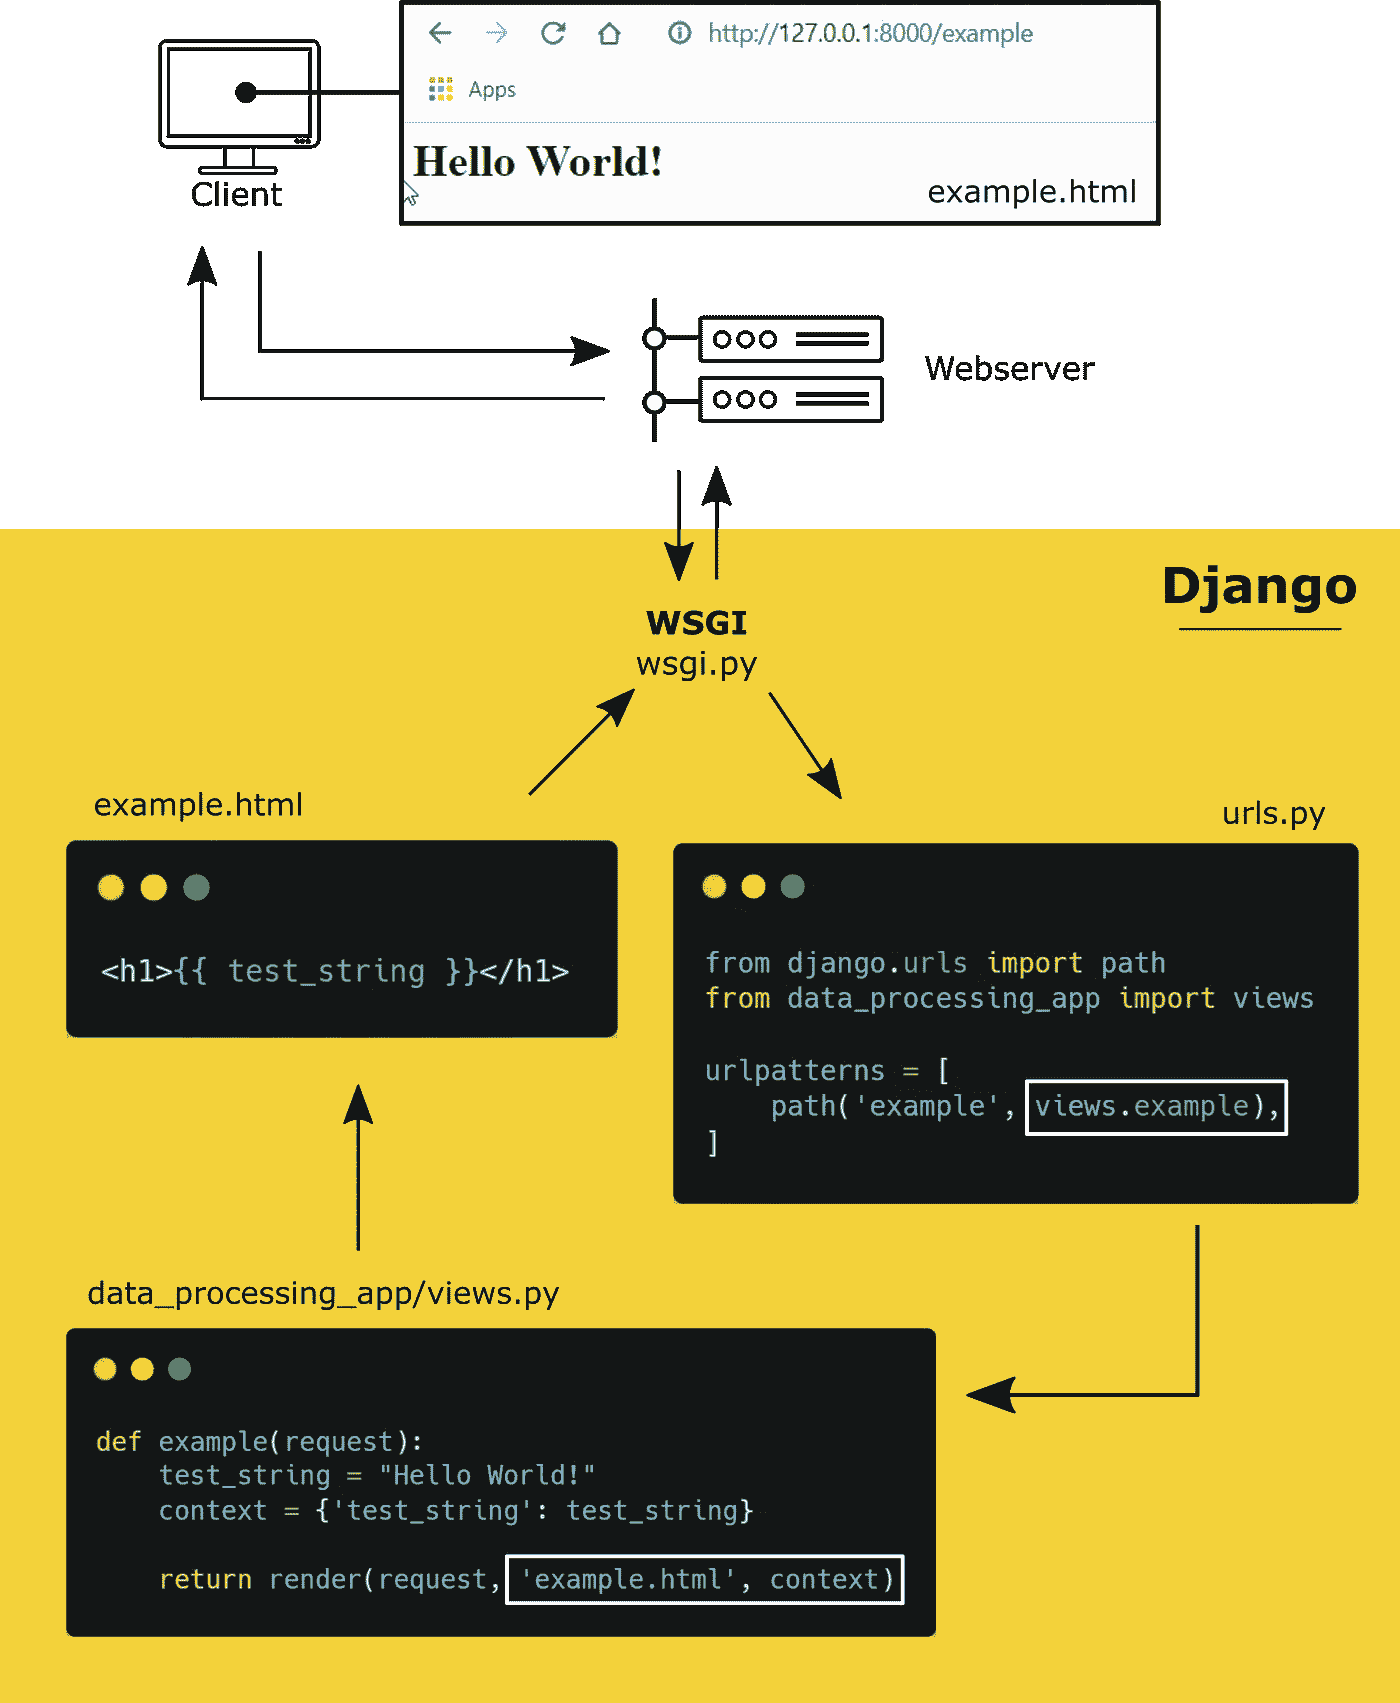 http://127.0.0.1:8000/example
Apps
Hello World!
example.html
Client
Webserver
Django
WSGI
wsgi.py
example.html
<h1>{{ test_string }}</h1>
urls.py
from django.urls import path
from data_processing_app import views
urlpatterns = [
    path('example', views.example),
]
data_processing_app/views.py
def example(request):
    test_string = "Hello World!"
    context = {'test_string': test_string}
    return render(request, 'example.html', context)